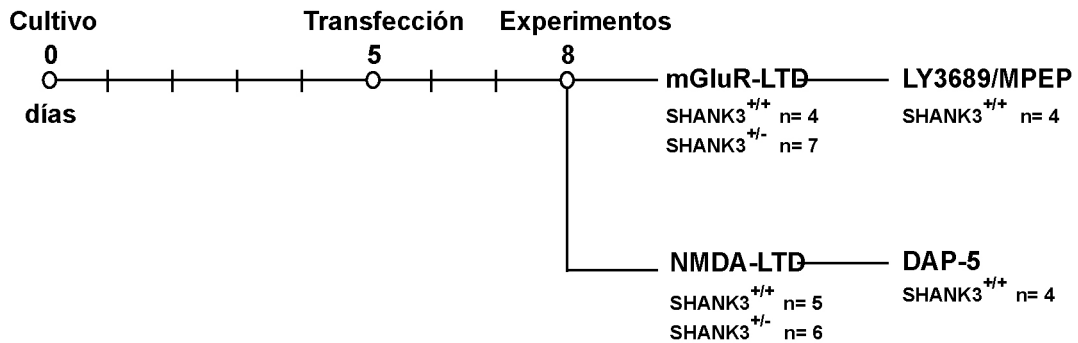 Cultivo Transfección Experimentos
0 5 8
días
mGluR-LTD LY3689/MPEP
SHANK3+/+ n= 4 SHANK3+/+ n= 4
SHANK3+/- n= 7
NMDA-LTD DAP-5
SHANK3+/+ n= 5 SHANK3+/+ n= 4
SHANK3+/- n= 6